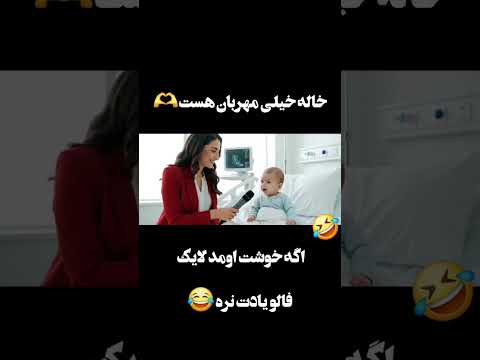 خاله خیلی مهربان هست🫶
اگه خوشت اومد لایک
فالو یادت نره😂